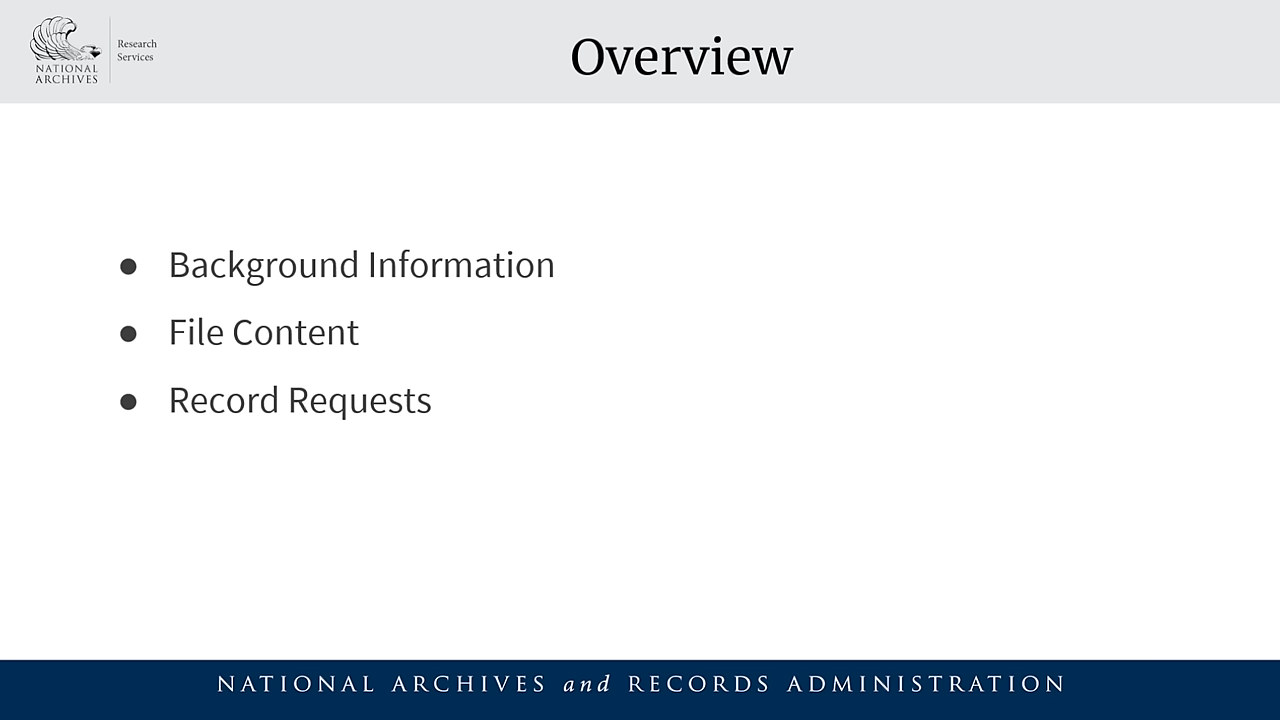 NATIONAL
ARCHIVES
Research
Services
Overview
● Background Information
● File Content
● Record Requests
NATIONAL ARCHIVES and RECORDS ADMINISTRATION